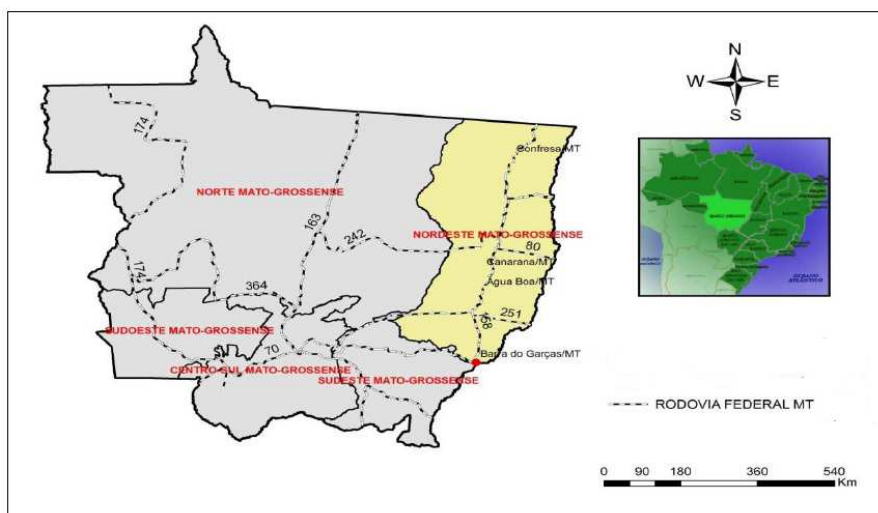 N
W E
S
174
Confresa/MT
NORTE MATO-GROSSENSE
163
242
NORDESTE MATO-GROSSENSE
80
Canarana/MT
Água Boa/MT
174
364
251
158
SUDOESTE MATO-GROSSENSE
70
Barra do Garças/MT
CENTRO-SUL MATO-GROSSENSE
SUDESTE MATO-GROSSENSE
OCEANO
ATLÂNTICO
RODOVIA FEDERAL MT
0 90 180 360 540
Km